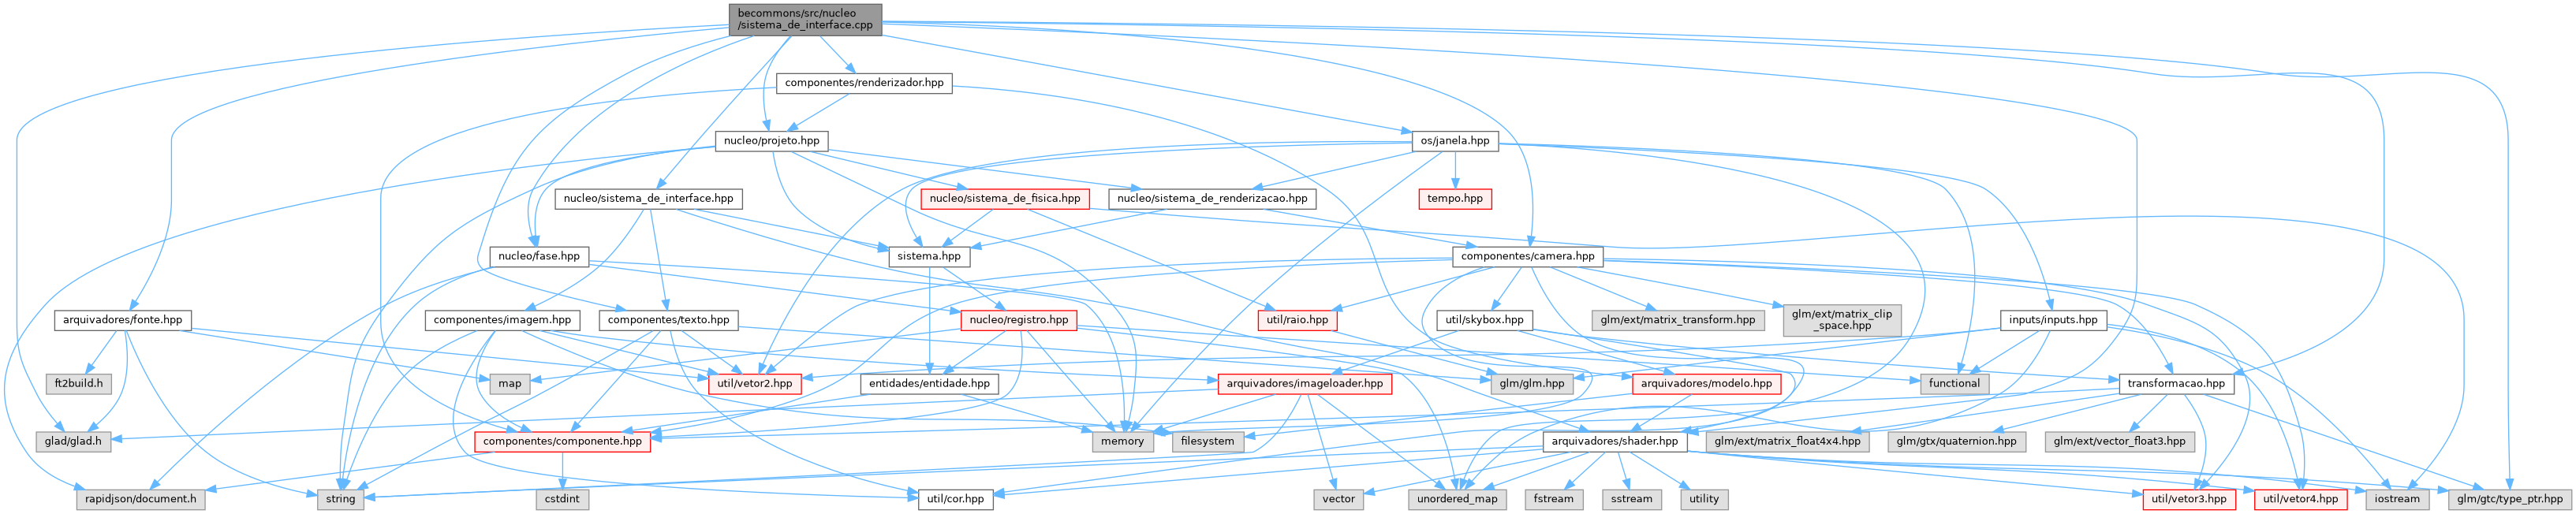 becommons/src/nucleo
/sistema_de_interface.cpp
componentes/renderizador.hpp
nucleo/projeto.hpp
os/janela.hpp
nucleo/sistema_de_interface.hpp
nucleo/sistema_de_fisica.hpp
nucleo/sistema_de_renderizacao.hpp
tempo.hpp
nucleo/fase.hpp
sistema.hpp
componentes/camera.hpp
arquivados/fonte.hpp
componentes/imagem.hpp
componentes/texto.hpp
nucleo/registro.hpp
util/raio.hpp
util/skybox.hpp
glm/ext/matrix_transform.hpp
glm/ext/matrix_clip
_space.hpp
inputs/inputs.hpp
ft2build.h
map
util/vetor2.hpp
entidades/entidade.hpp
arquivados/imageloader.hpp
glm/glm.hpp
arquivados/modelo.hpp
functional
transformacao.hpp
glad/glad.h
componentes/componente.hpp
memory
filesystem
arquivados/shader.hpp
glm/ext/matrix_float4x4.hpp
glm/gtx/quaternion.hpp
glm/ext/vector_float3.hpp
rapidjson/document.h
string
cstdint
util/cor.hpp
vector
unordered_map
fstream
sstream
utility
util/vetor3.hpp
util/vetor4.hpp
iostream
glm/gtc/type_ptr.hpp